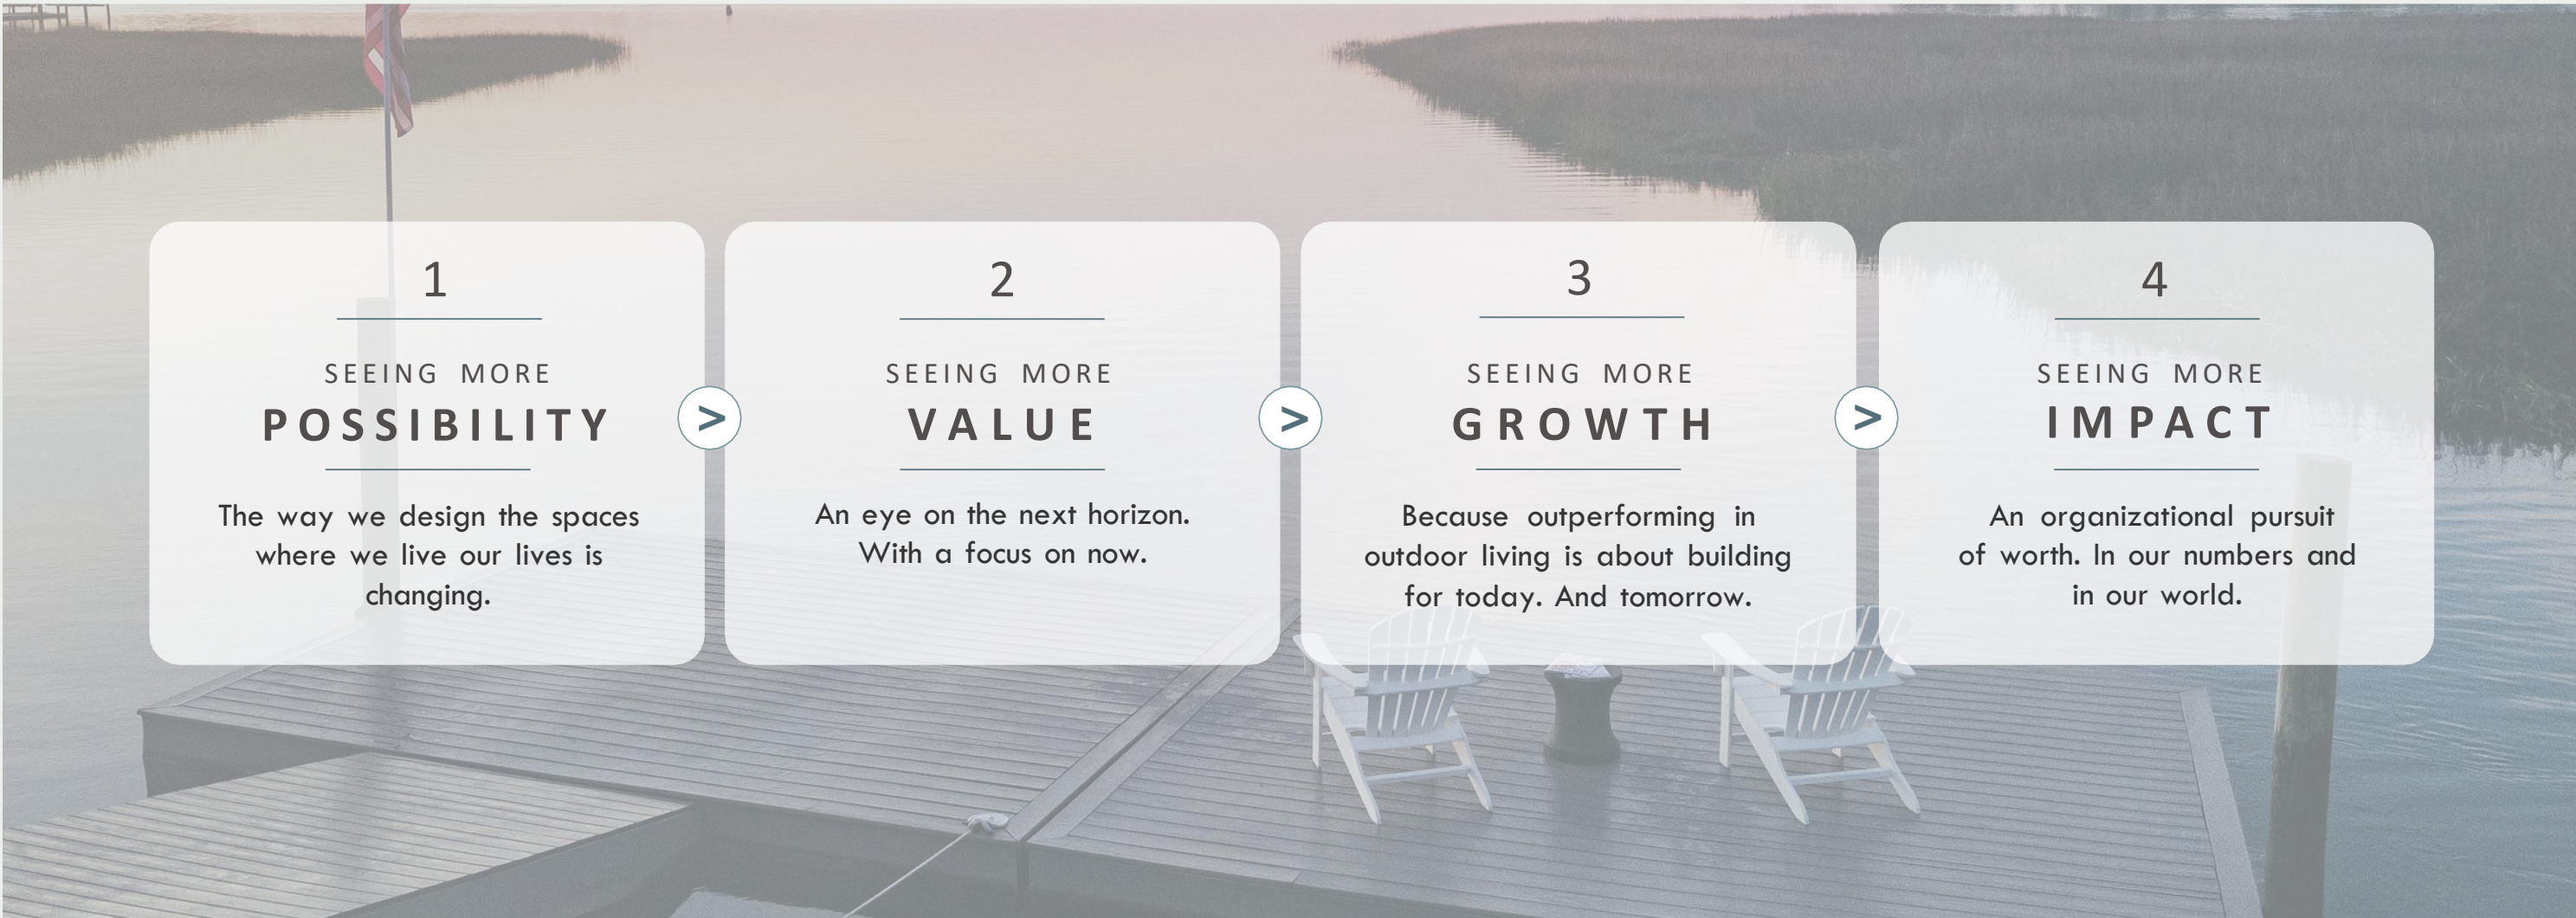 1
SEEING MORE
POSSIBILITY
The way we design the spaces
where we live our lives is
changing.
>
2
SEEING MORE
VALUE
An eye on the next horizon.
With a focus on now.
>
3
SEEING MORE
GROWTH
Because outperforming in
outdoor living is about building
for today. And tomorrow.
>
4
SEEING MORE
IMPACT
An organizational pursuit
of worth. In our numbers and
in our world.